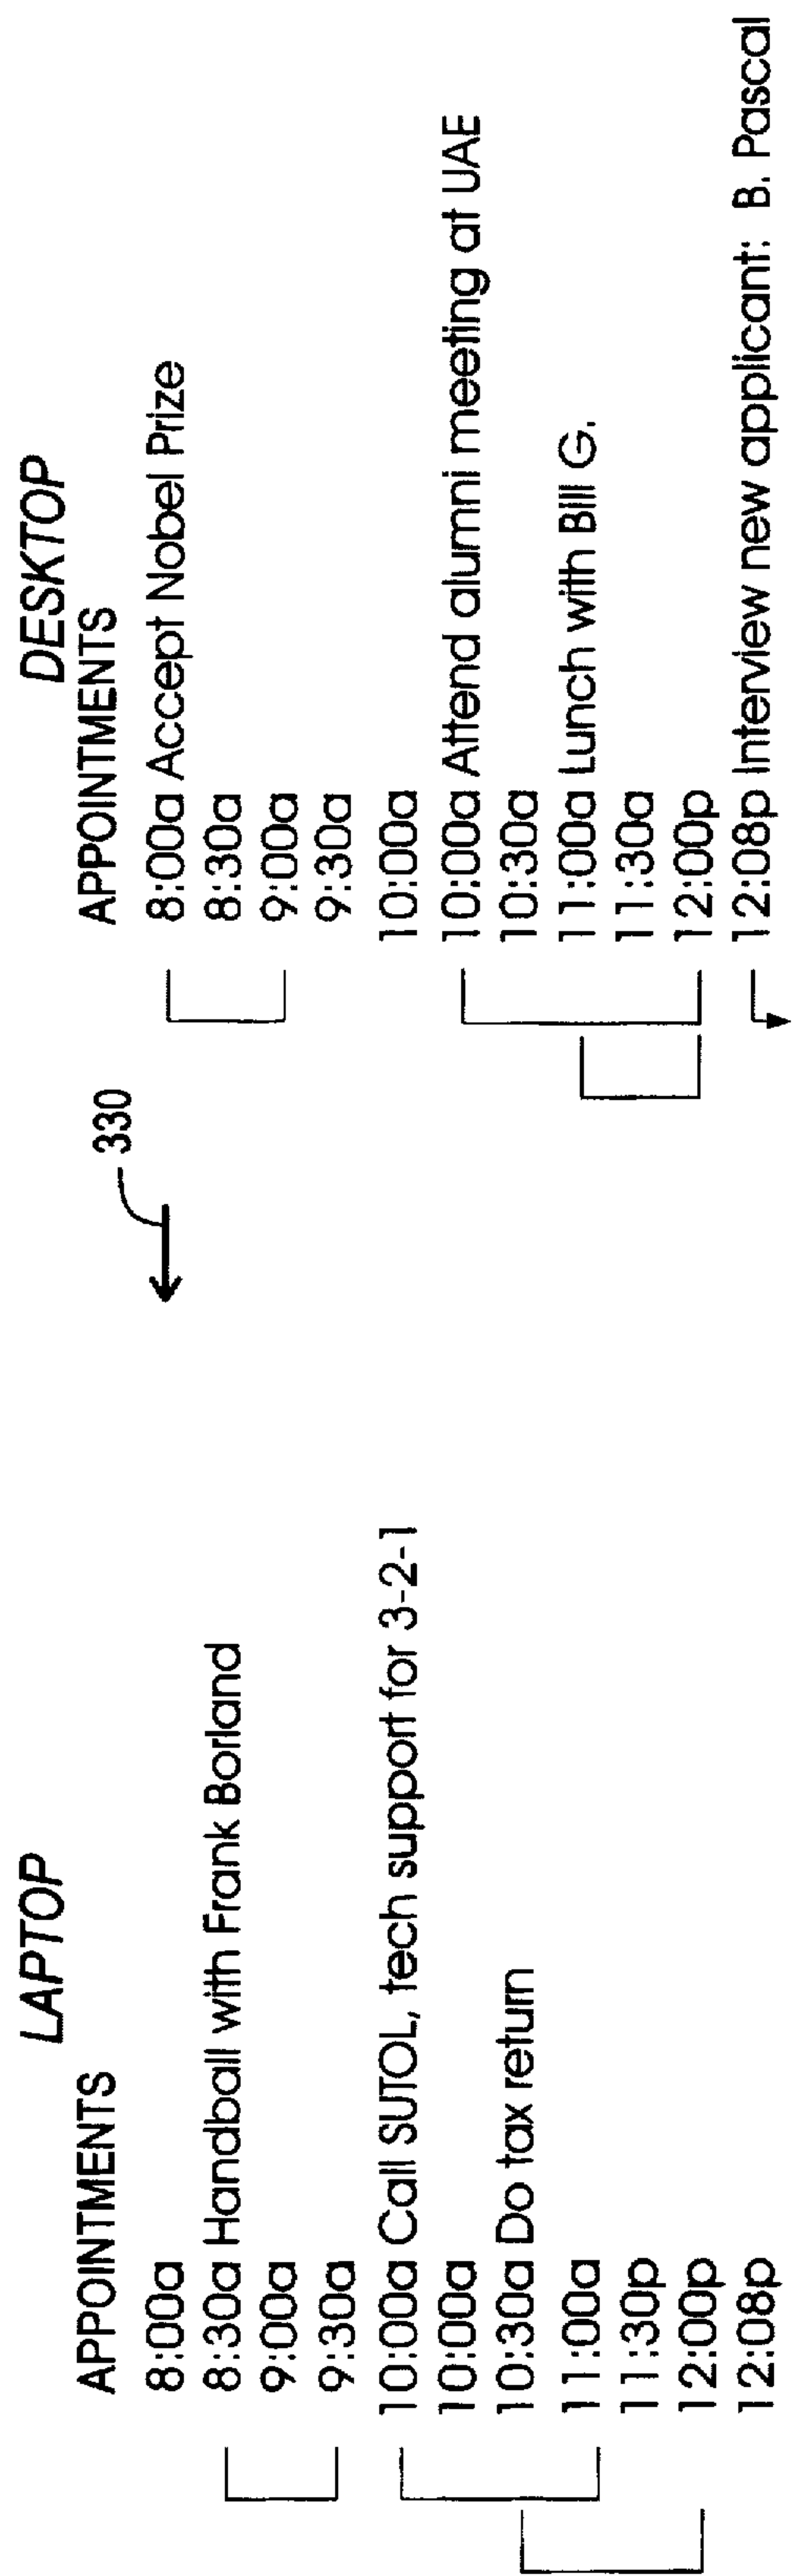 LAPTOP
APPOINTMENTS
8:00a
8:30a Handball with Frank Borland
9:00a
9:30a
10:00a Call SUTOL, tech support for 3-2-1
10:00a
10:30a Do tax return
11:00a
11:30p
12:00p
12:08p
330
DESKTOP
APPOINTMENTS
8:00a Accept Nobel Prize
8:30a
9:00a
9:30a
10:00a
10:00a Attend alumni meeting at UAE
10:30a
11:00a Lunch with Bill G.
11:30a
12:00p
12:08p Interview new applicant: B. Pascal